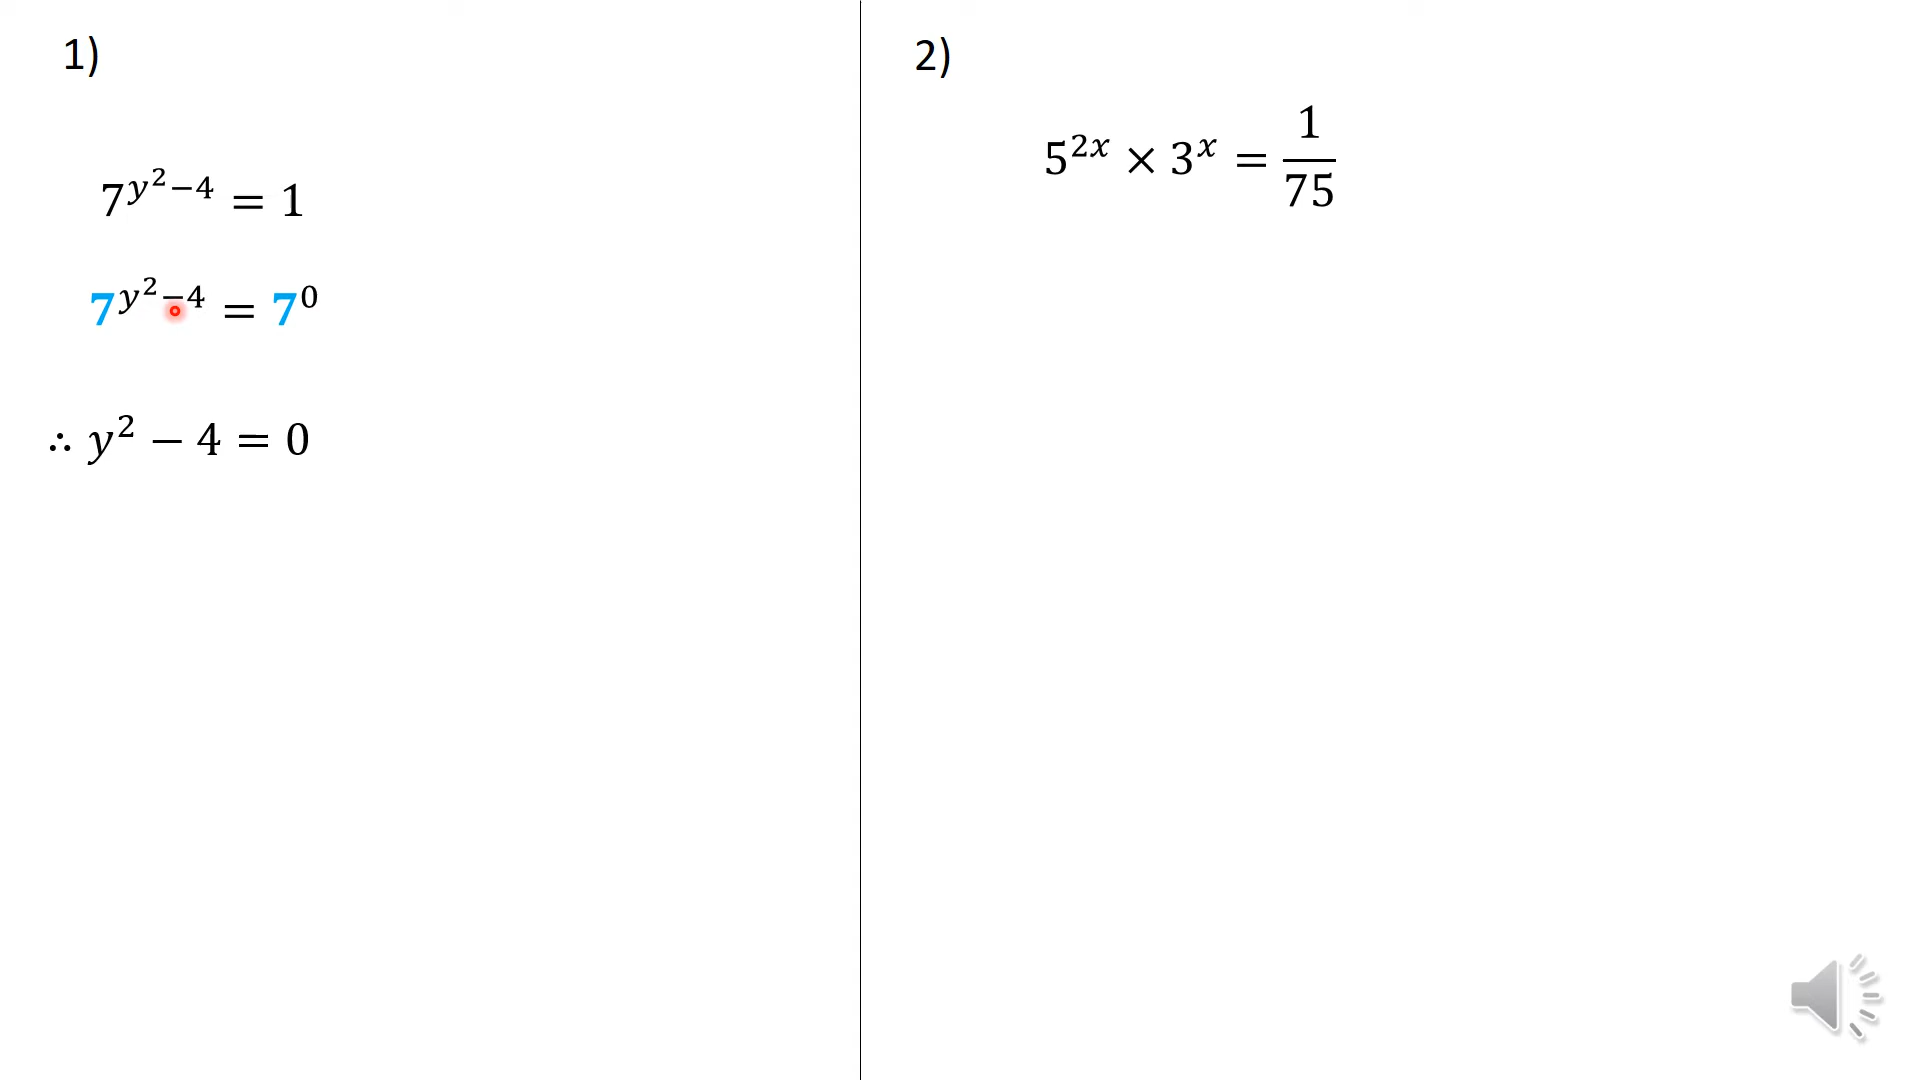 1)
7^{y^2-4} = 1
7^{y^2-4} = 7^0
∴ y^2 − 4 = 0
2)
5^{2x} × 3^x = \frac{1}{75}